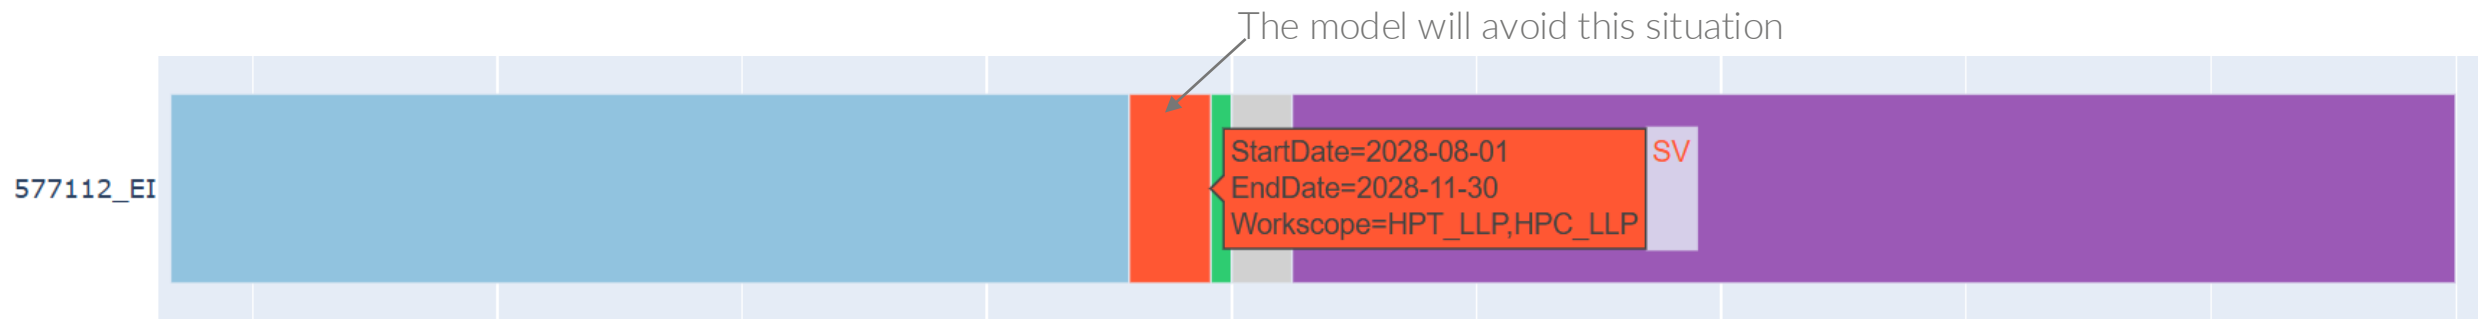 The model will avoid this situation
577112_EI
StartDate=2028-08-01
EndDate=2028-11-30
Workscope=HPT_LLP,HPC_LLP
SV